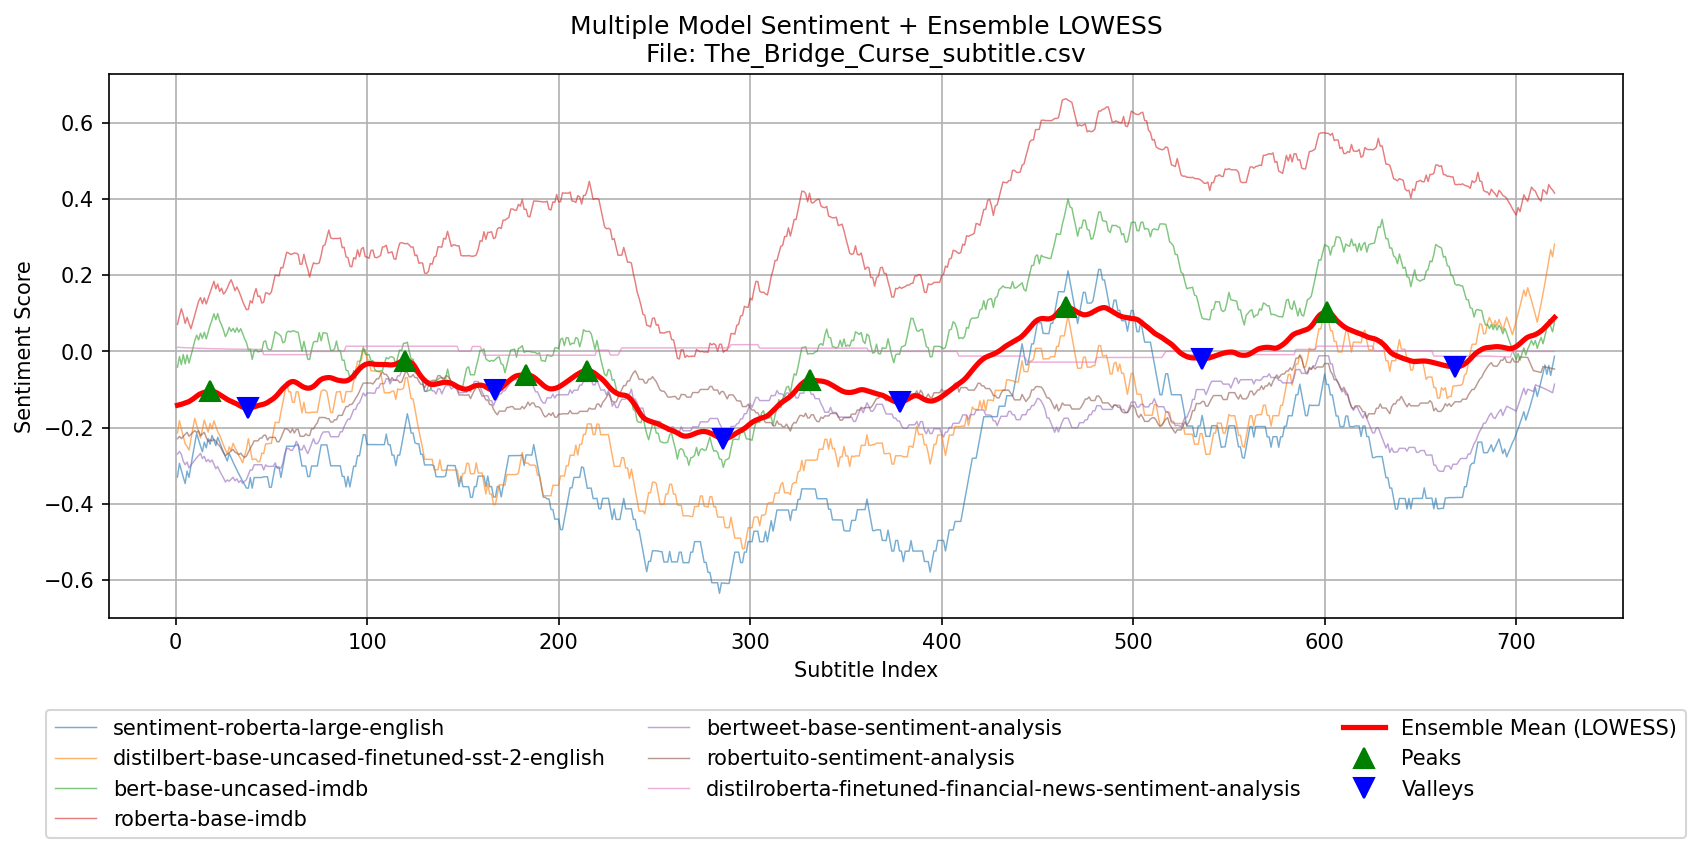 Multiple Model Sentiment + Ensemble LOWESS
File: The_Bridge_Curse_subtitle.csv
Sentiment Score
0.6
0.4
0.2
0.0
−0.2
−0.4
−0.6
0 100 200 300 400 500 600 700
Subtitle Index
sentiment-roberta-large-english
distilbert-base-uncased-finetuned-sst-2-english
bert-base-uncased-imdb
roberta-base-imdb
bertweet-base-sentiment-analysis
robertuito-sentiment-analysis
distilroberta-finetuned-financial-news-sentiment-analysis
Ensemble Mean (LOWESS)
Peaks
Valleys